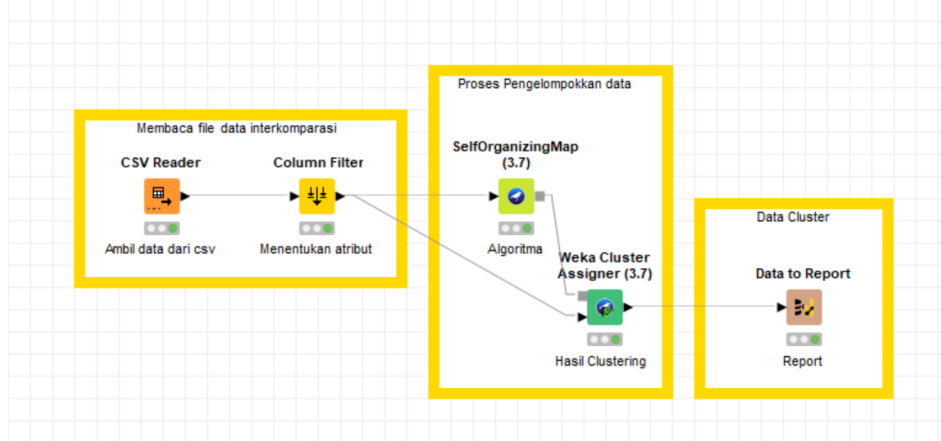 Membaca file data interkomparasi
CSV Reader
Column Filter
Ambil data dari csv
Menentukan atribut
Proses Pengelompokkan data
SelfOrganizingMap
(3.7)
Algoritma
Weka Cluster
Assigner (3.7)
Hasil Clustering
Data Cluster
Data to Report
Report